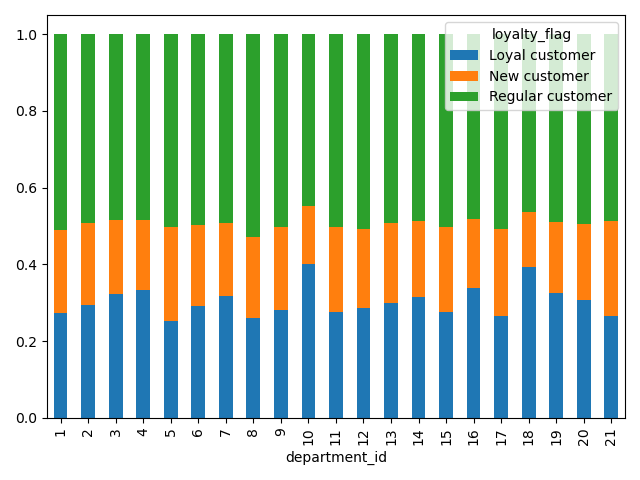 loyalty_flag
Loyal customer
New customer
Regular customer
1.0
0.8
0.6
0.4
0.2
0.0
1 2 3 4 5 6 7 8 9 10 11 12 13 14 15 16 17 18 19 20 21
department_id